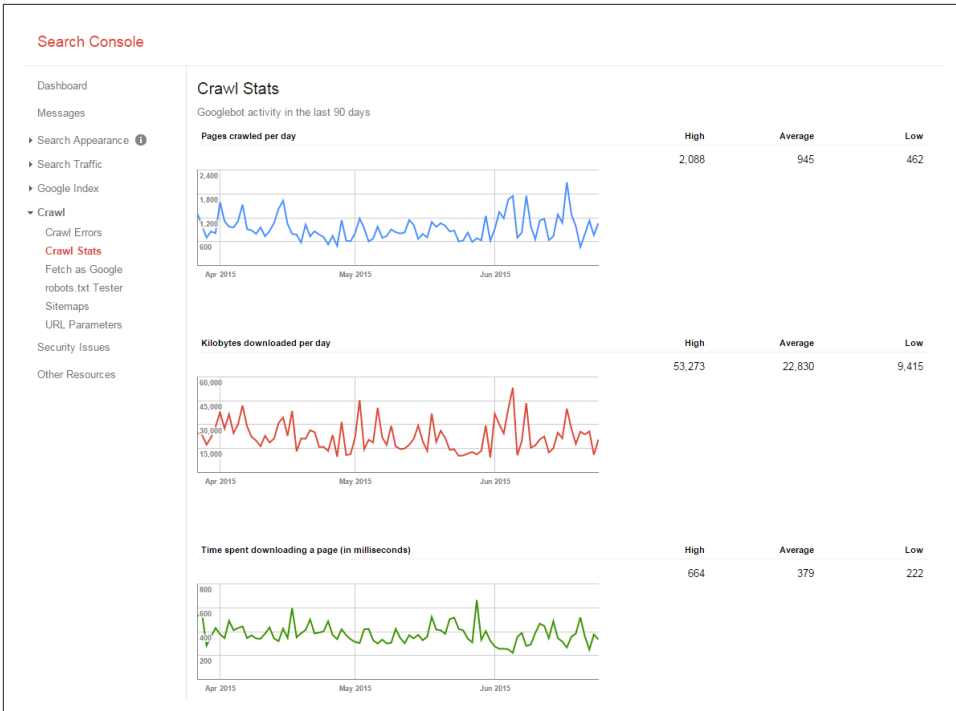 Search Console
Dashboard
Messages
Search Appearance
Search Traffic
Google Index
Crawl
Crawl Errors
Crawl Stats
Fetch as Google
robots.txt Tester
Sitemaps
URL Parameters
Security Issues
Other Resources
Crawl Stats
Googlebot activity in the last 90 days
Pages crawled per day High Average Low
2,088 945 462
2,400
1,800
1,200
600
Apr 2015 May 2015 Jun 2015
Kilobytes downloaded per day High Average Low
53,273 22,830 9,415
60,000
45,000
30,000
15,000
Apr 2015 May 2015 Jun 2015
Time spent downloading a page (in milliseconds) High Average Low
664 379 222
800
600
400
200
Apr 2015 May 2015 Jun 2015